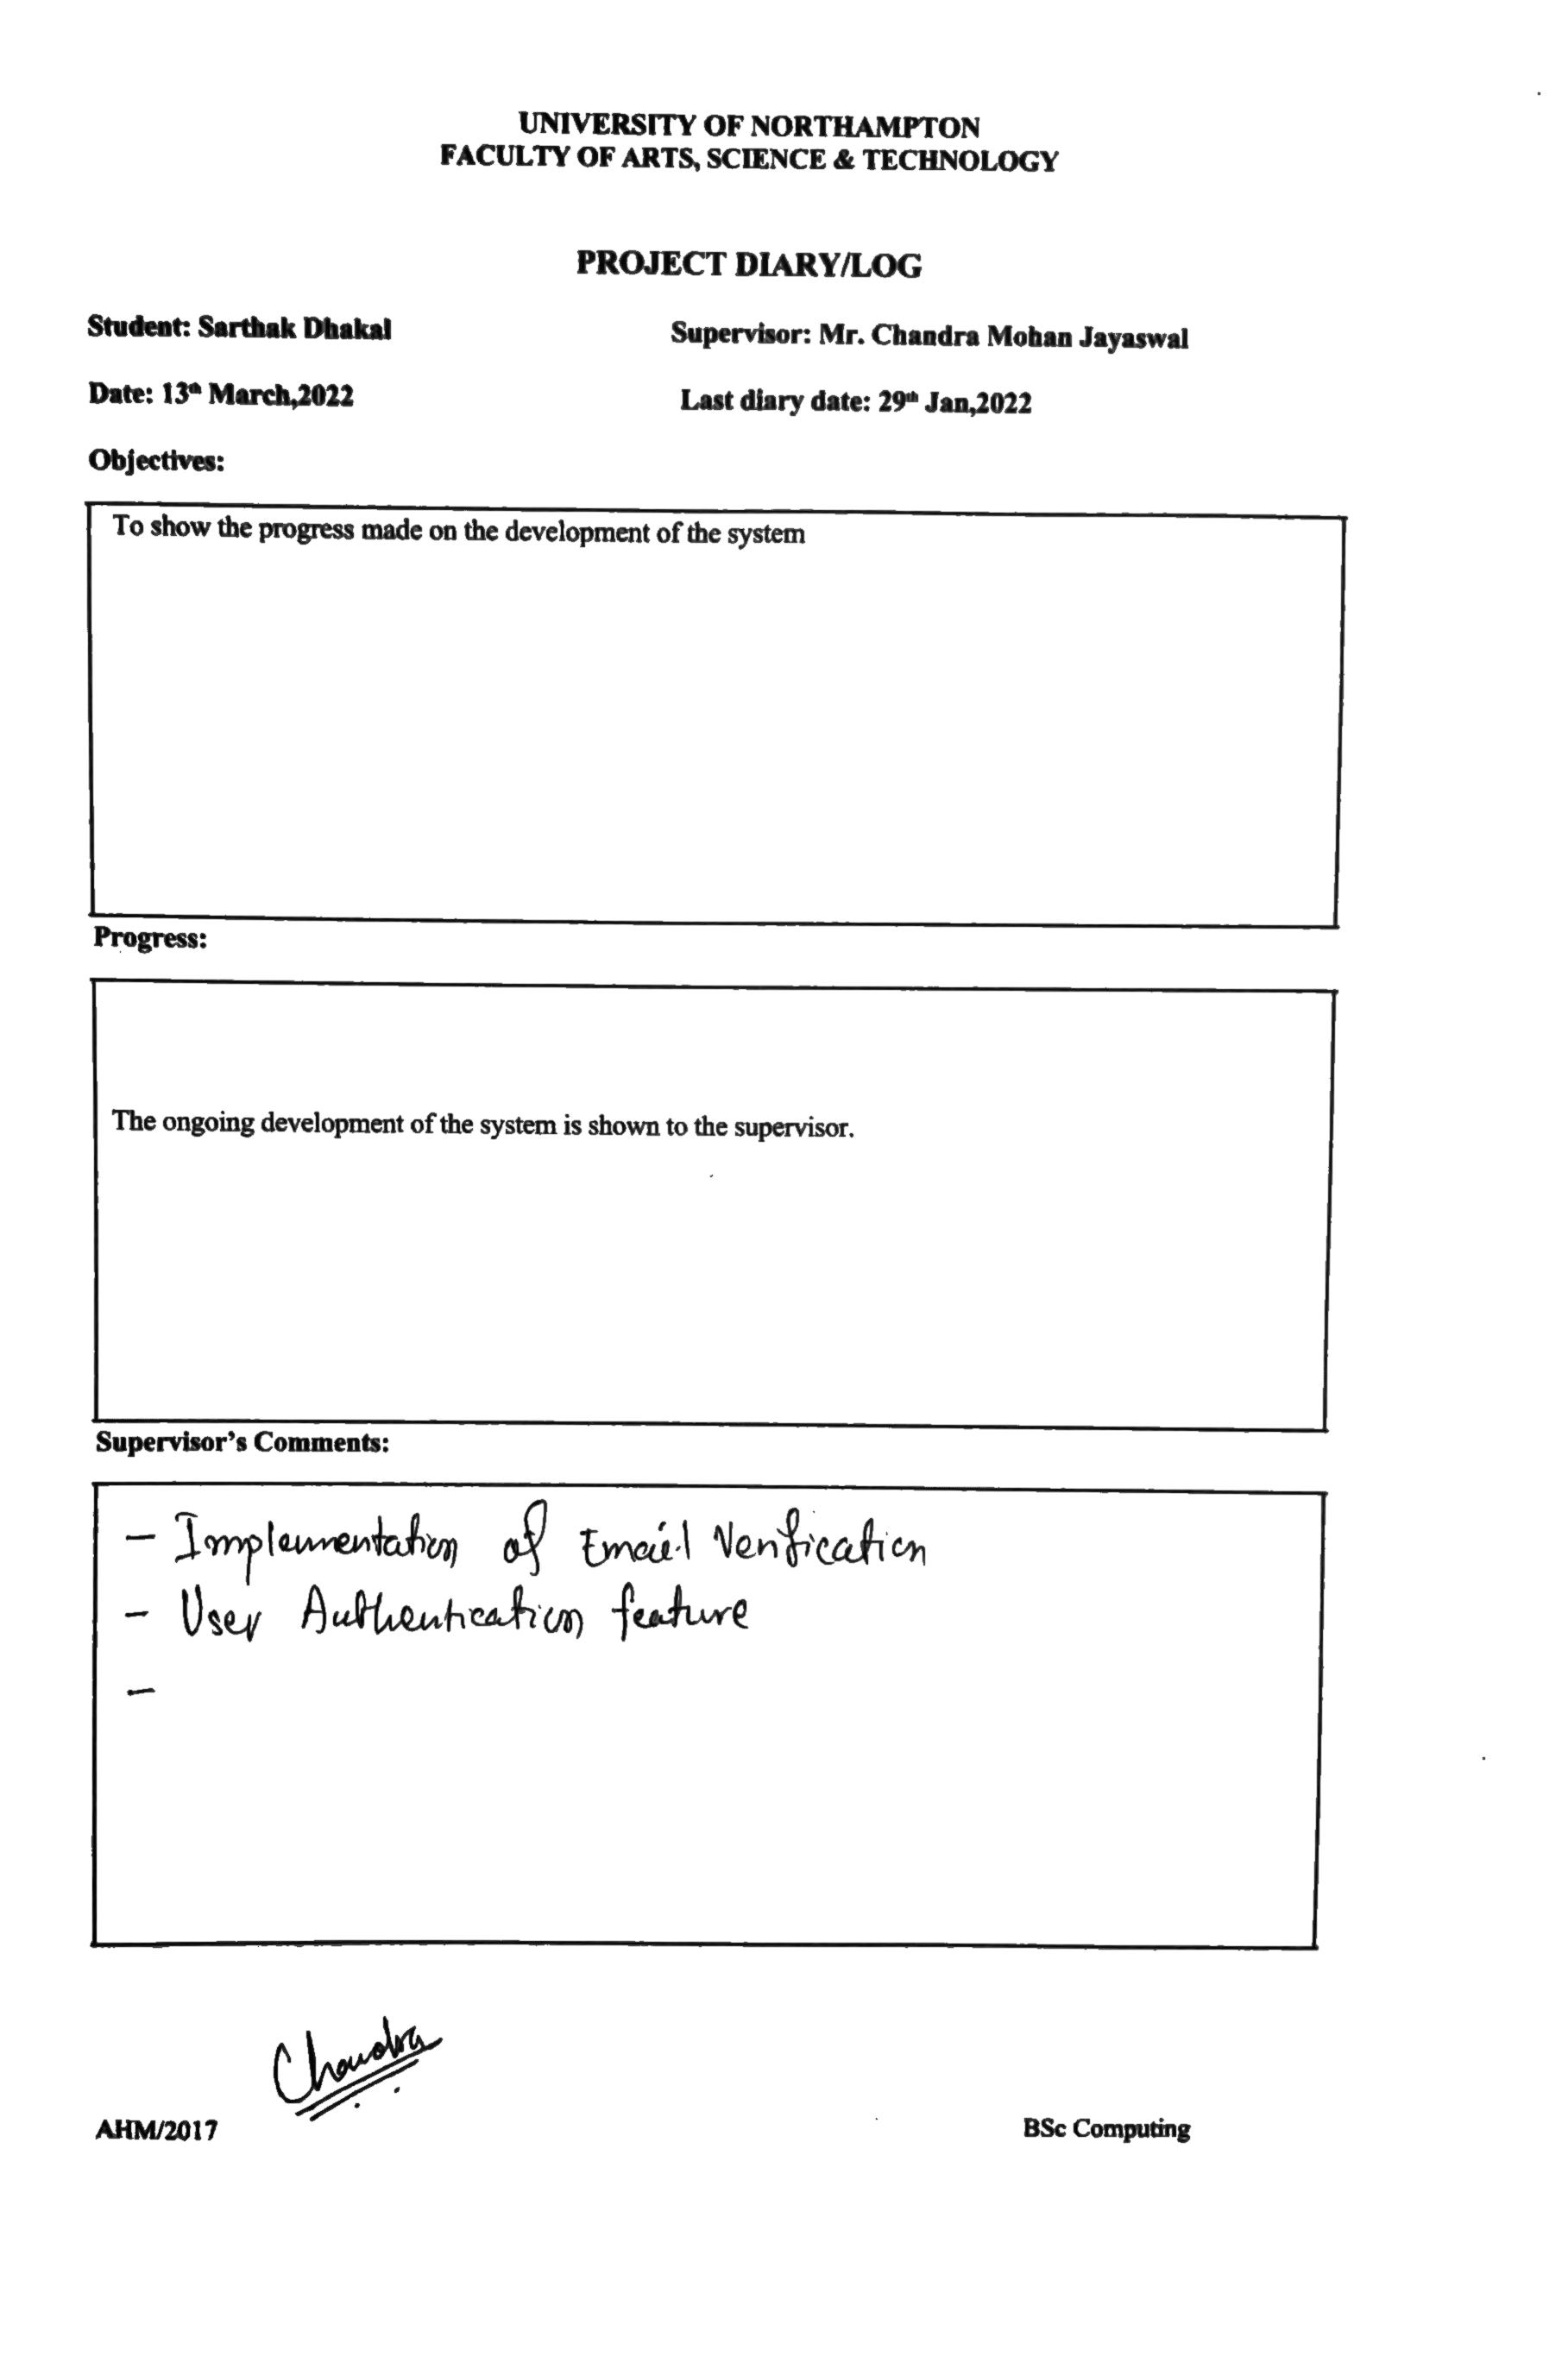 UNIVERSITY OF NORTHAMPTON
FACULTY OF ARTS, SCIENCE & TECHNOLOGY
PROJECT DIARY/LOG
Student: Sarthak Dhakal
Supervisor: Mr. Chandra Mohan Jayaswal
Date: 13th March,2022
Last diary date: 29th Jan,2022
Objectives:
To show the progress made on the development of the system
Progress:
The ongoing development of the system is shown to the supervisor.
Supervisor's Comments:
- Implementation of Email Verification
- User Authentication feature
-
Chandra
AHM/2017
BSc Computing